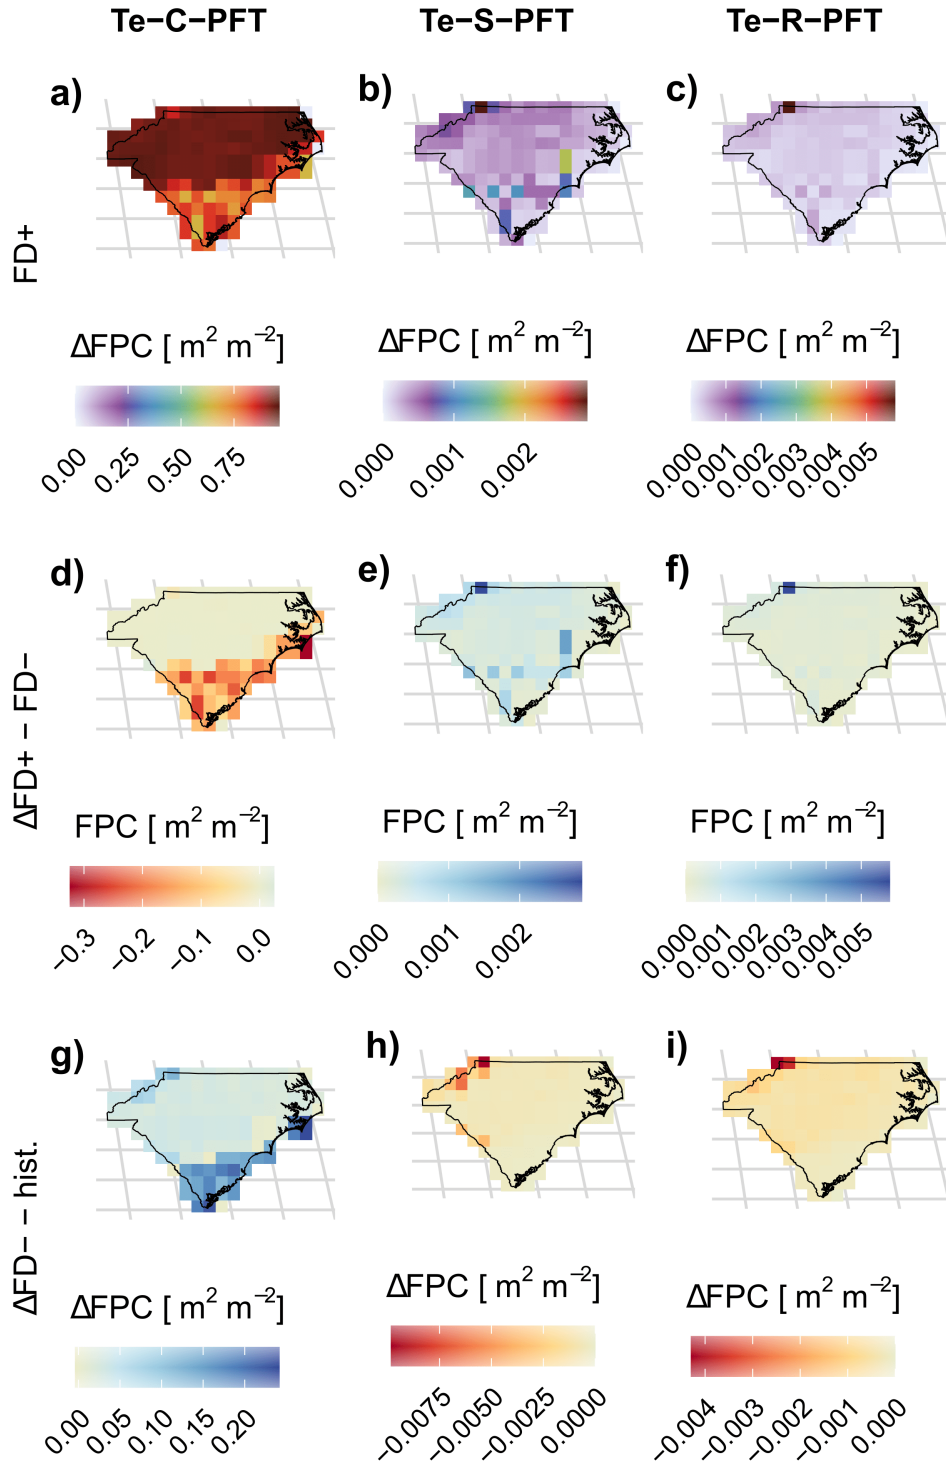 Te−C−PFT Te−S−PFT Te−R−PFT
a) b) c)
FD+
ΔFPC [ m² m⁻²] ΔFPC [ m² m⁻²] ΔFPC [ m² m⁻²]
0.00 0.25 0.50 0.75 0.000 0.001 0.002 0.000 0.001 0.002 0.003 0.004 0.005
d) e) f)
ΔFD+ − FD−
FPC [ m² m⁻²] FPC [ m² m⁻²] FPC [ m² m⁻²]
−0.3 −0.2 −0.1 0.0 0.000 0.001 0.002 0.000 0.001 0.002 0.003 0.004 0.005
g) h) i)
ΔFD− − hist.
ΔFPC [ m² m⁻²] ΔFPC [ m² m⁻²] ΔFPC [ m² m⁻²]
0.00 0.05 0.10 0.15 0.20 −0.0075 −0.0050 −0.0025 0.0000 −0.004 −0.003 −0.002 −0.001 0.000